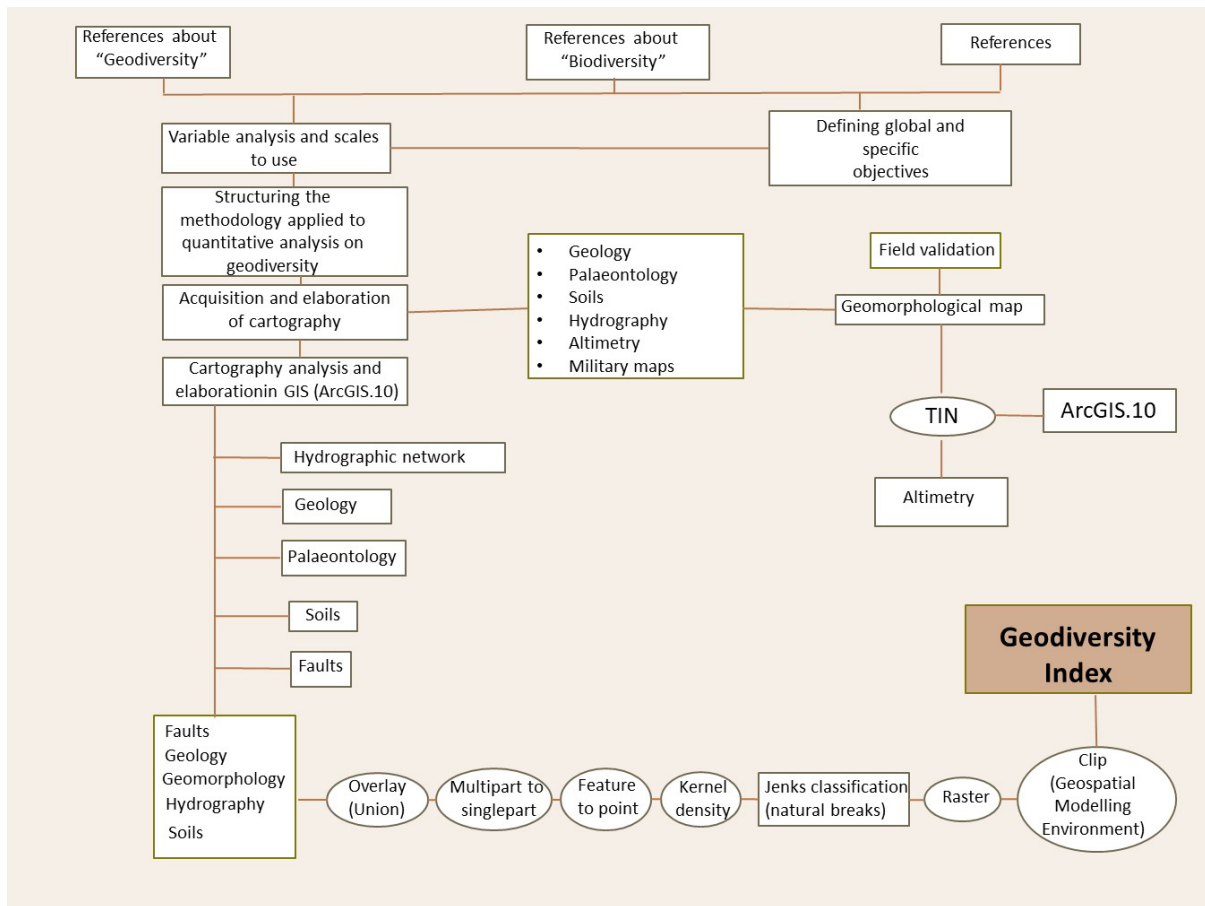 References about
“Geodiversity”
References about
“Biodiversity”
References
Variable analysis and scales
to use
Defining global and
specific
objectives
Structuring the
methodology applied to
quantitative analysis on
geodiversity
• Geology
• Palaeontology
• Soils
• Hydrography
• Altimetry
• Military maps
Field validation
Geomorphological map
Acquisition and elaboration
of cartography
Cartography analysis and
elaborationin GIS (ArcGIS.10)
TIN
ArcGIS.10
Altimetry
Hydrographic network
Geology
Palaeontology
Soils
Faults
Geodiversity
Index
Faults
Geology
Geomorphology
Hydrography
Soils
Overlay
(Union)
Multipart to
singlepart
Feature
to point
Kernel
density
Jenks classification
(natural breaks)
Raster
Clip
(Geospatial
Modelling
Environment)